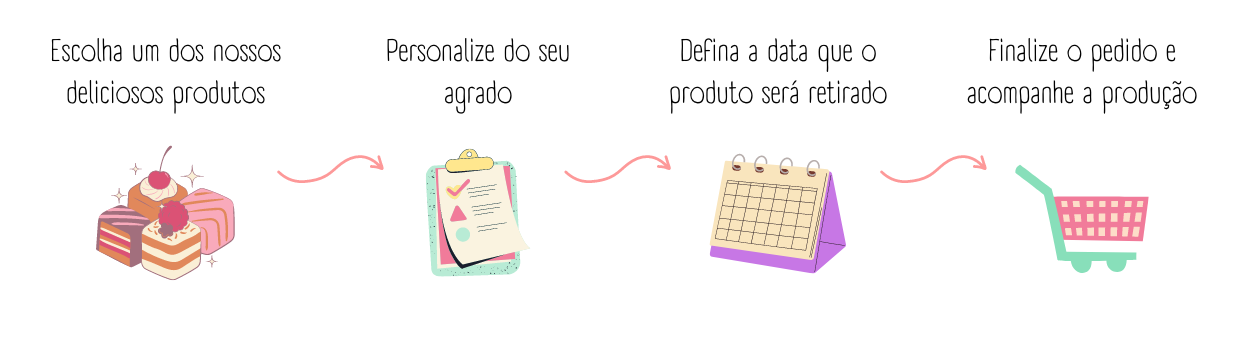 Escolha um dos nossos
deliciosos produtos
Personalize do seu
agrado
Defina a data que o
produto será retirado
Finalize o pedido e
acompanhe a produção